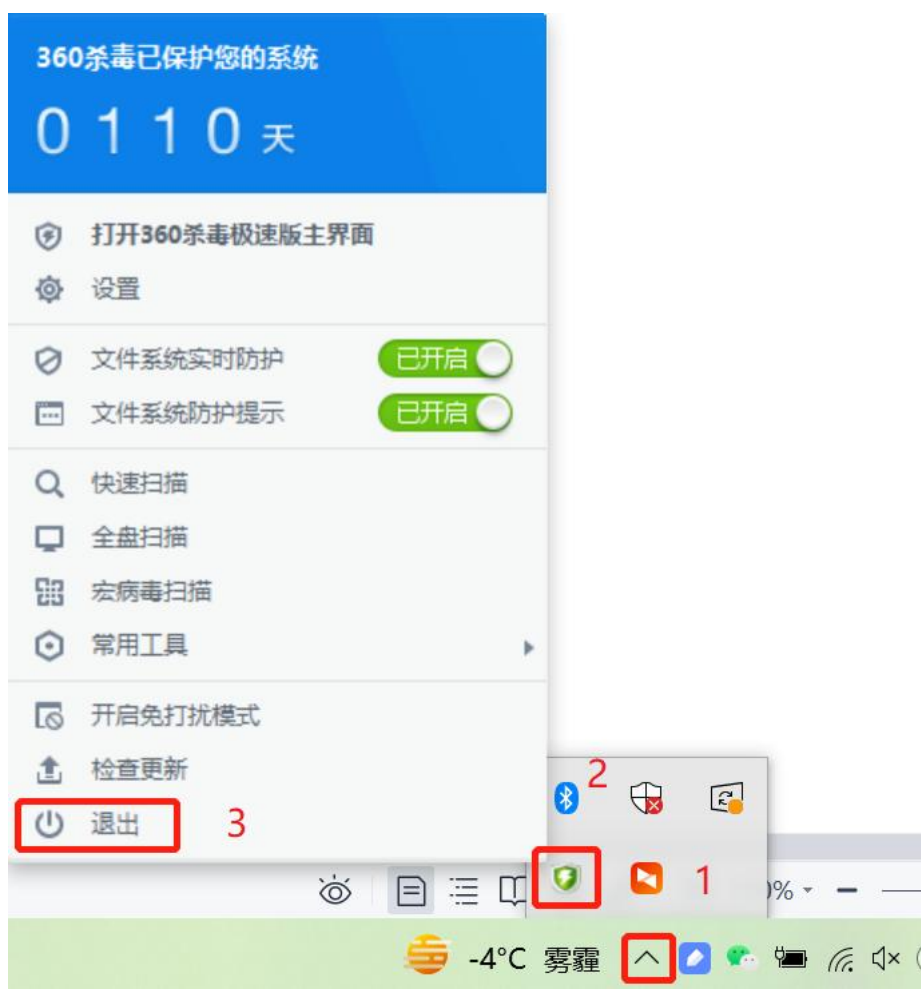 360杀毒已保护您的系统
0110天
打开360杀毒极速版主界面
设置
文件系统实时防护 已开启
文件系统防护提示 已开启
快速扫描
全盘扫描
宏病毒扫描
常用工具
开启免打扰模式
检查更新
2
退出 3
1 %
-4°C 雾霾